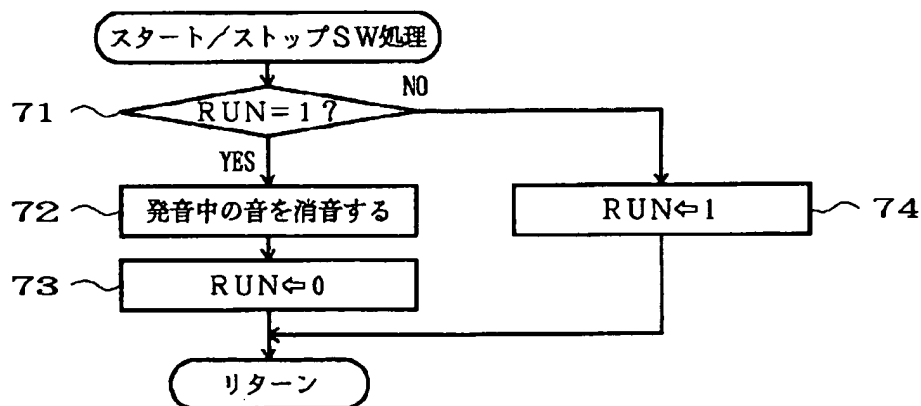 スタート／ストップSW処理
71
RUN=1?
NO
YES
72
発音中の音を消音する
RUN⇦1
74
73
RUN⇦0
リターン